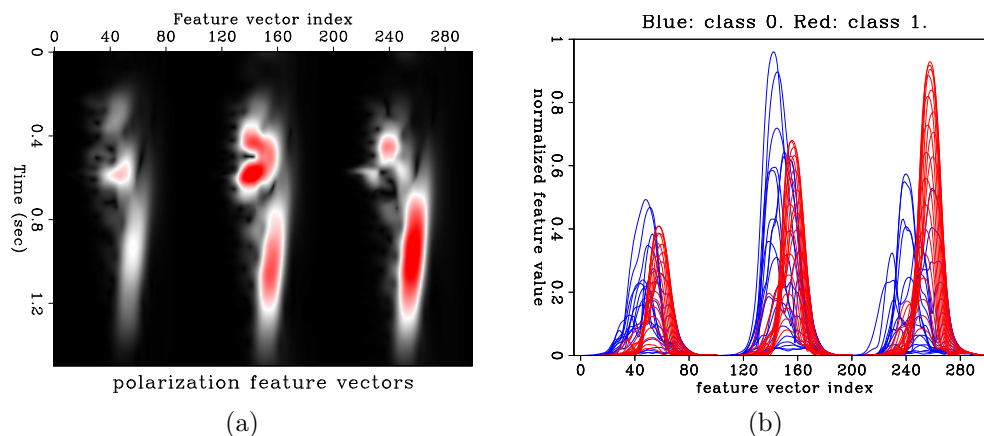 Feature vector index
0 40 80 120 160 200 240 280
0 0.4 0.8 1.2
Time (sec)
polarization feature vectors
(a)
Blue: class 0. Red: class 1.
1 0.8 0.6 0.4 0.2 0
normalized feature value
0 40 80 120 160 200 240 280
feature vector index
(b)